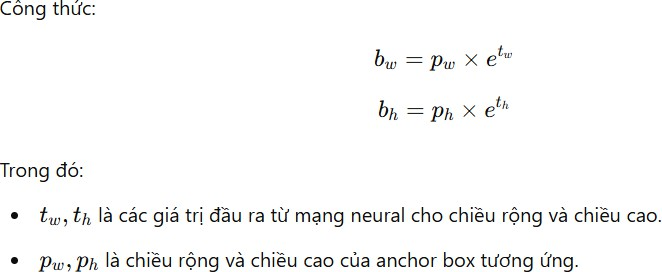 Công thức:
b_w = p_w × e^{t_w}
b_h = p_h × e^{t_h}
Trong đó:
• t_w, t_h là các giá trị đầu ra từ mạng neural cho chiều rộng và chiều cao.
• p_w, p_h là chiều rộng và chiều cao của anchor box tương ứng.